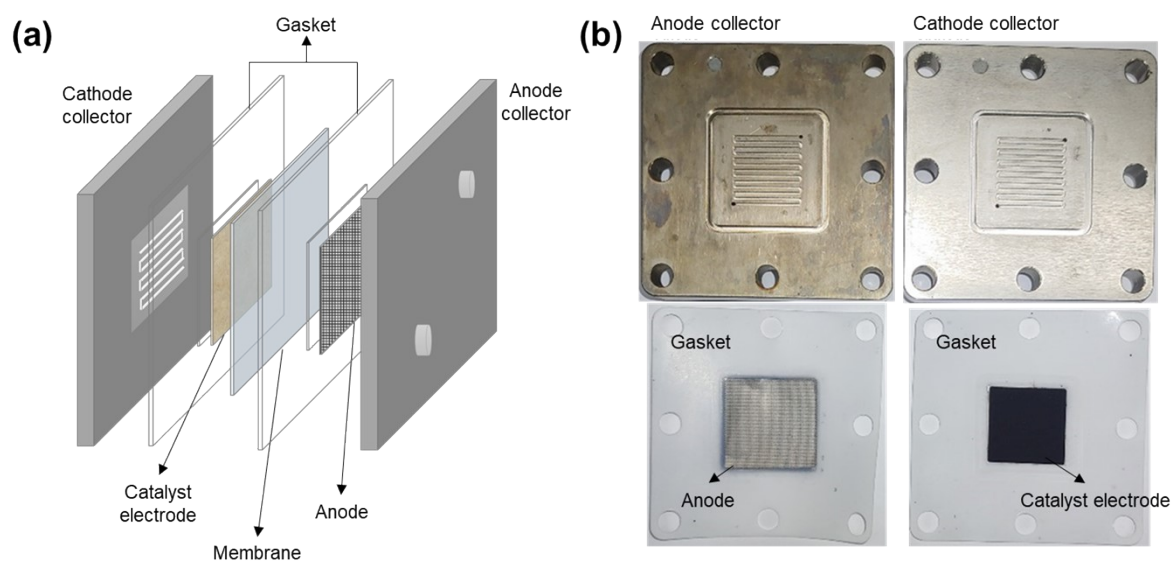 (a)
Gasket
Cathode
collector
Anode
collector
Catalyst
electrode
Membrane
Anode
(b)
Anode collector
Cathode collector
Gasket
Anode
Gasket
Catalyst electrode